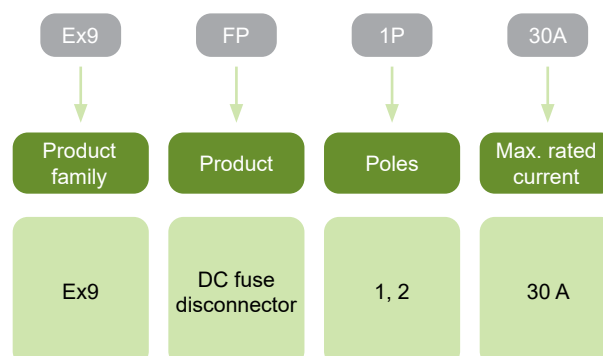 Ex9 FP 1P 30A
Product family Product Poles Max. rated current
Ex9 DC fuse disconnector 1, 2 30 A